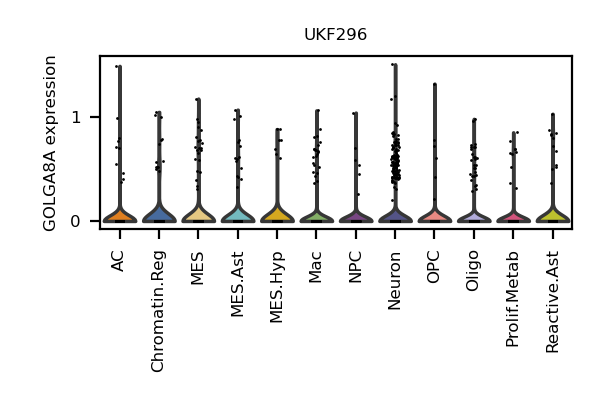 UKF296
GOLGA8A expression
1
0
AC
Chromatin.Reg
MES
MES.Ast
MES.Hyp
Mac
NPC
Neuron
OPC
Oligo
Prolif.Metab
Reactive.Ast